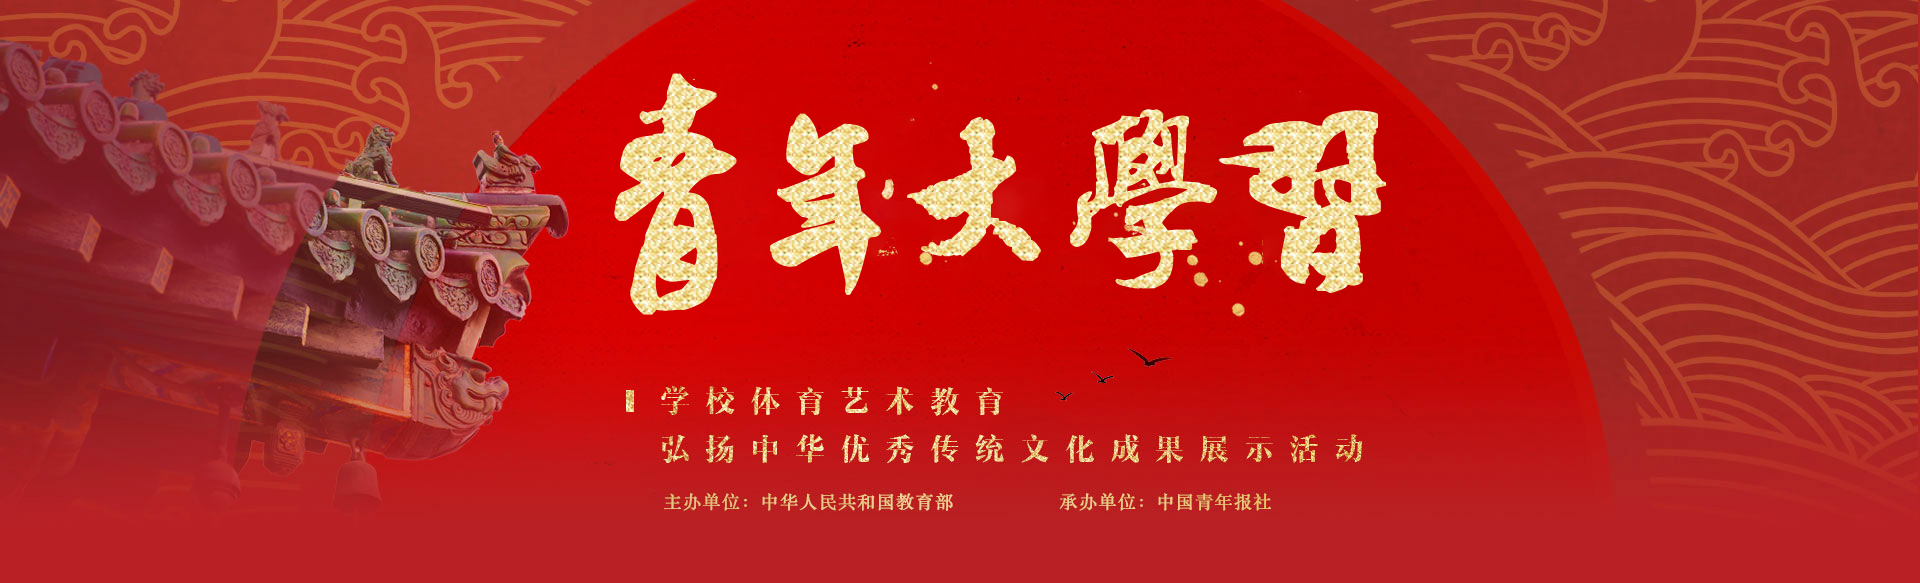 青年大學習
学校体育艺术教育
弘扬中华优秀传统文化成果展示活动
主办单位：中华人民共和国教育部 承办单位：中国青年报社